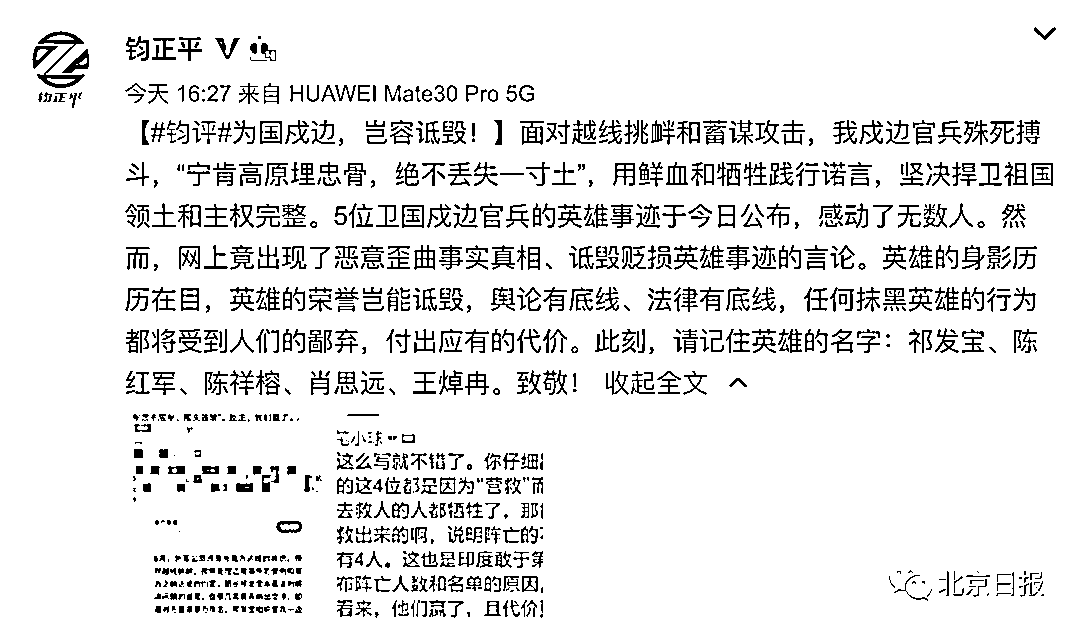 钧正平
钧正平
今天 16:27 来自 HUAWEI Mate30 Pro 5G
【#钧评#为国戍边，岂容诋毁！】面对越线挑衅和蓄谋攻击，我戍边官兵殊死搏
斗，“宁肯高原埋忠骨，绝不丢失一寸土”，用鲜血和牺牲践行诺言，坚决捍卫祖国
领土和主权完整。5位卫国戍边官兵的英雄事迹于今日公布，感动了无数人。然
而，网上竟出现了恶意歪曲事实真相、诋毁贬损英雄事迹的言论。英雄的身影历
历在目，英雄的荣誉岂能诋毁，舆论有底线、法律有底线，任何抹黑英雄的行为
都将受到人们的鄙弃，付出应有的代价。此刻，请记住英雄的名字：祁发宝、陈
红军、陈祥榕、肖思远、王焯冉。致敬！ 收起全文
笔小球
这么写就不错了。你仔细
的这4位都是因为“营救”而
去救人的人都牺牲了，那
救出来的啊，说明阵亡的
有4人。这也是印度敢于第
布阵亡人数和名单的原因，
看来，他们赢了，且代价
北京日报